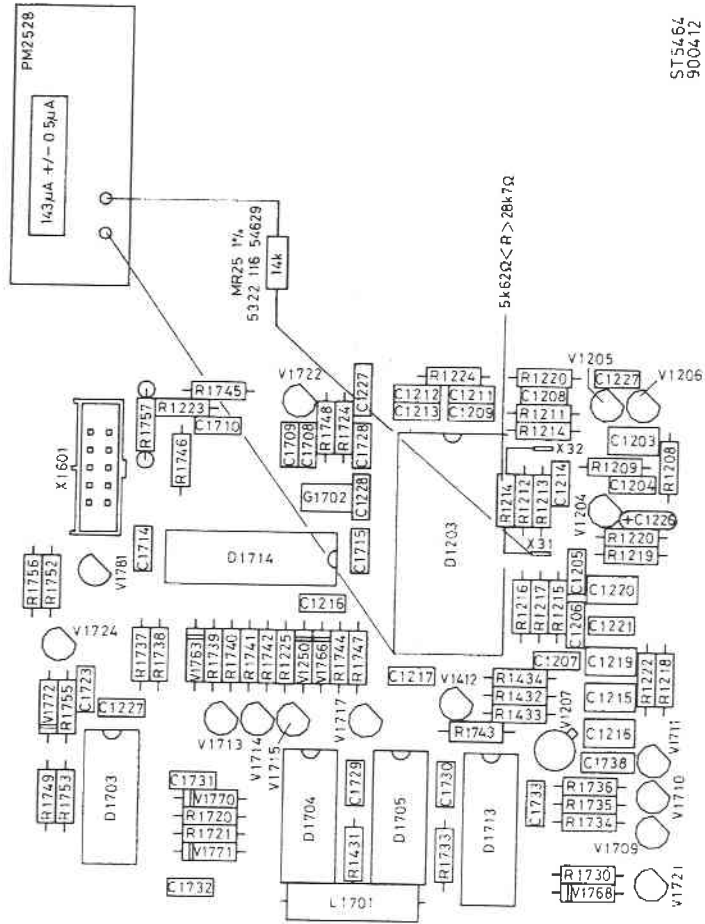 PM2528
143µA +/- 0.5µA
ST5464
900412
MR25 1%
5322 116 54629
14k
5k62Ω<R>28k7Ω
X1601
R1757
R1223
R1745
C1710
R1746
V1722
C1709
C1708
R1748
R1724
C1728
C1227
G1702
C1228
C1212
C1213
R1224
C1211
C1209
R1220
C1208
R1211
R1214
V1205
C1227
V1206
C1203
R1208
X32
R1209
C1204
V1204
+C1226
R1220
R1219
R1756
R1752
V1781
C1714
D1714
C1715
D1203
R1214
R1212
R1213
C1214
X31
V1724
R1737
R1738
C1216
V1763
R1739
R1740
R1741
R1742
R1225
V1250
V1766
R1744
R1747
C1217
R1216
R1217
R1215
C1205
C1206
C1220
C1221
V1772
R1755
C1723
C1227
V1713
V1714
V1715
V1717
V1412
R1434
R1432
R1433
R1743
C1207
V1207
C1219
C1215
R1222
R1218
C1216
C1738
V1711
R1749
R1753
D1703
C1731
V1770
R1720
R1721
V1771
C1732
D1704
C1729
R1431
D1705
C1730
R1733
D1713
C1733
R1736
R1735
R1734
V1710
V1709
L1701
R1730
V1768
V1721